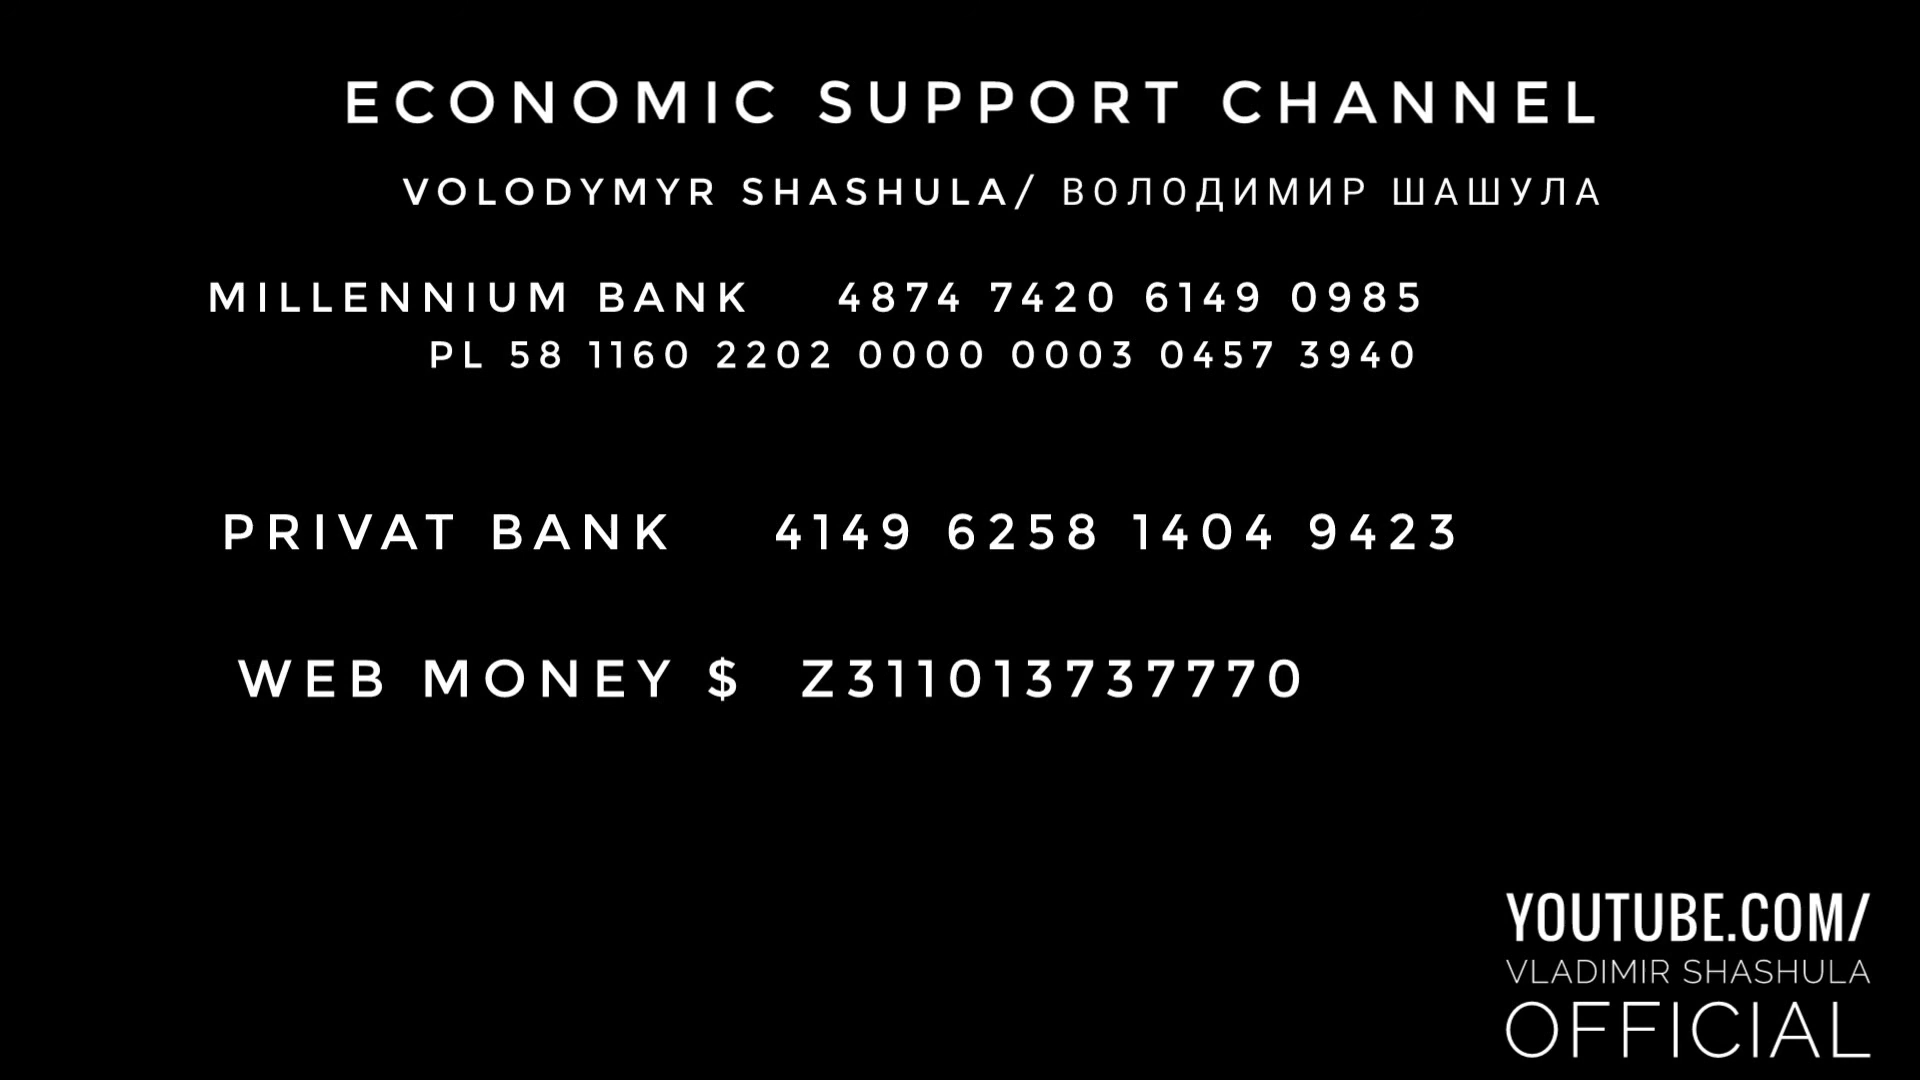 ECONOMIC SUPPORT CHANNEL
VOLODYMYR SHASHULA/ ВОЛОДИМИР ШАШУЛА
MILLENNIUM BANK 4874 7420 6149 0985
PL 58 1160 2202 0000 0003 0457 3940
PRIVAT BANK 4149 6258 1404 9423
WEB MONEY $ Z311013737770
YOUTUBE.COM/
VLADIMIR SHASHULA
OFFICIAL